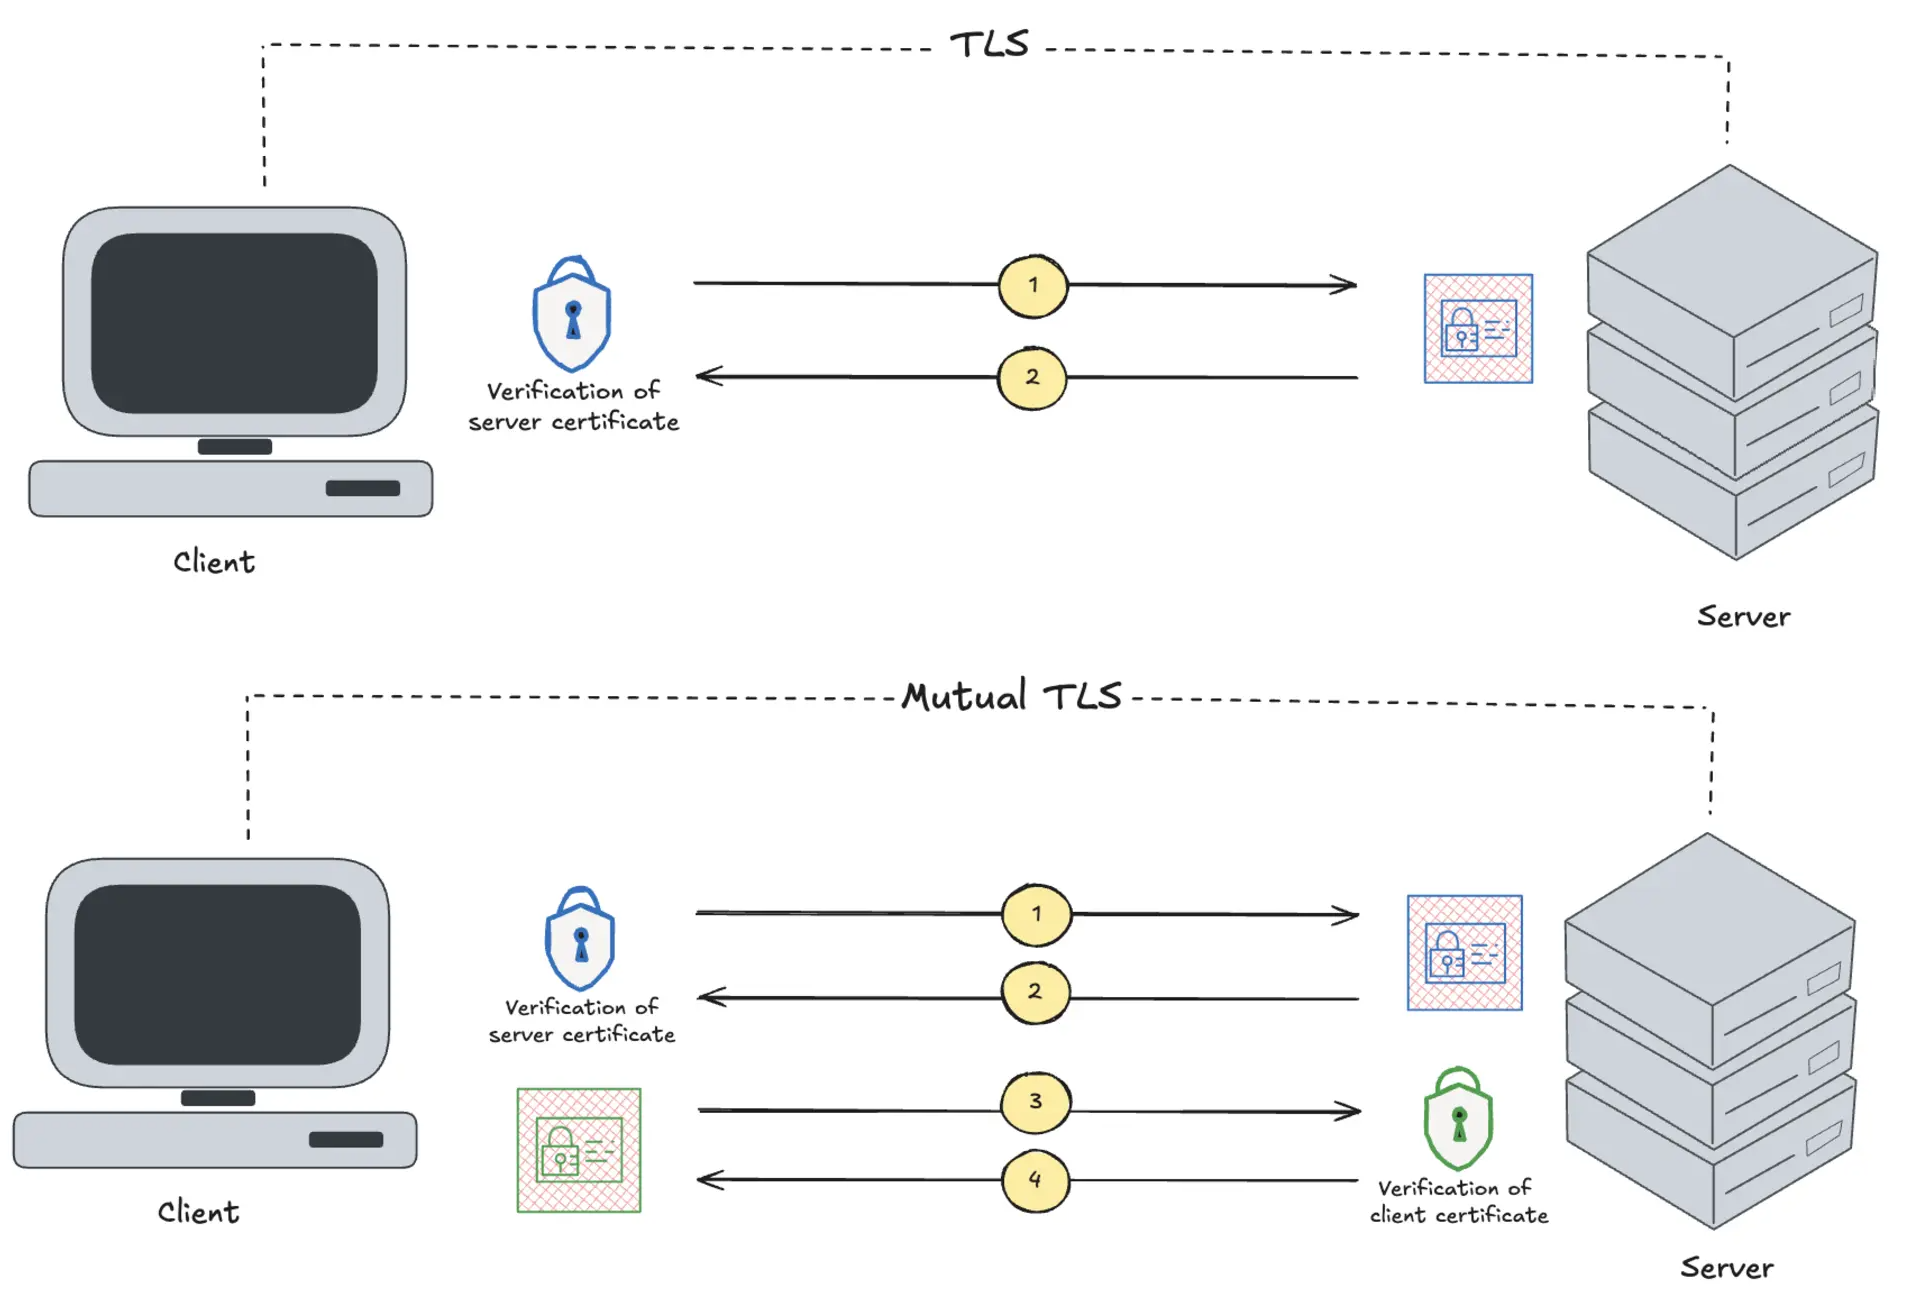 TLS
1
2
Verification of
server certificate
Client
Server
Mutual TLS
1
2
Verification of
server certificate
3
4
Verification of
client certificate
Client
Server